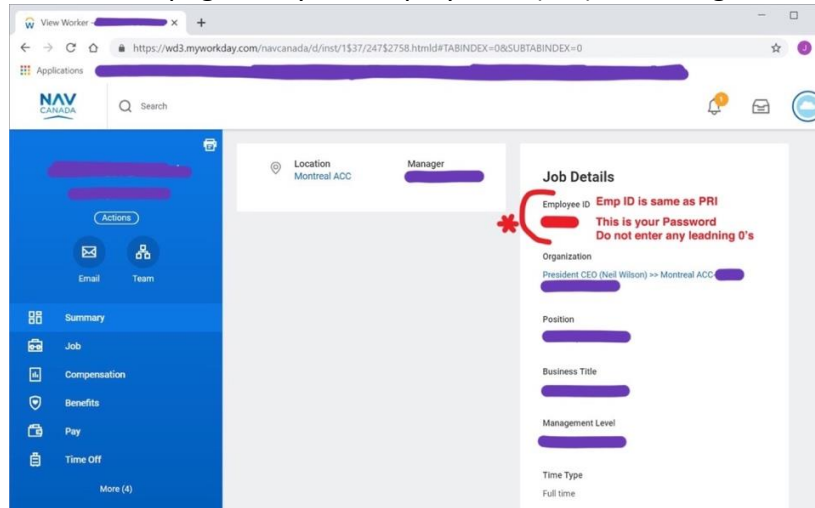 View Worker -
https://wd3.myworkday.com/navcanada/d/inst/1$37/247$2758.htmld#TABINDEX=0&SUBTABINDEX=0
Applications
NAV
CANADA
Search
1
J
Actions
Email Team
Summary
Job
Compensation
Benefits
Pay
Time Off
More (4)
Location Manager
Montreal ACC
Job Details
Employee ID Emp ID is same as PRI
* This is your Password
Do not enter any leadning 0's
Organization
President CEO (Neil Wilson) >> Montreal ACC-
Position
Business Title
Management Level
Time Type
Full time